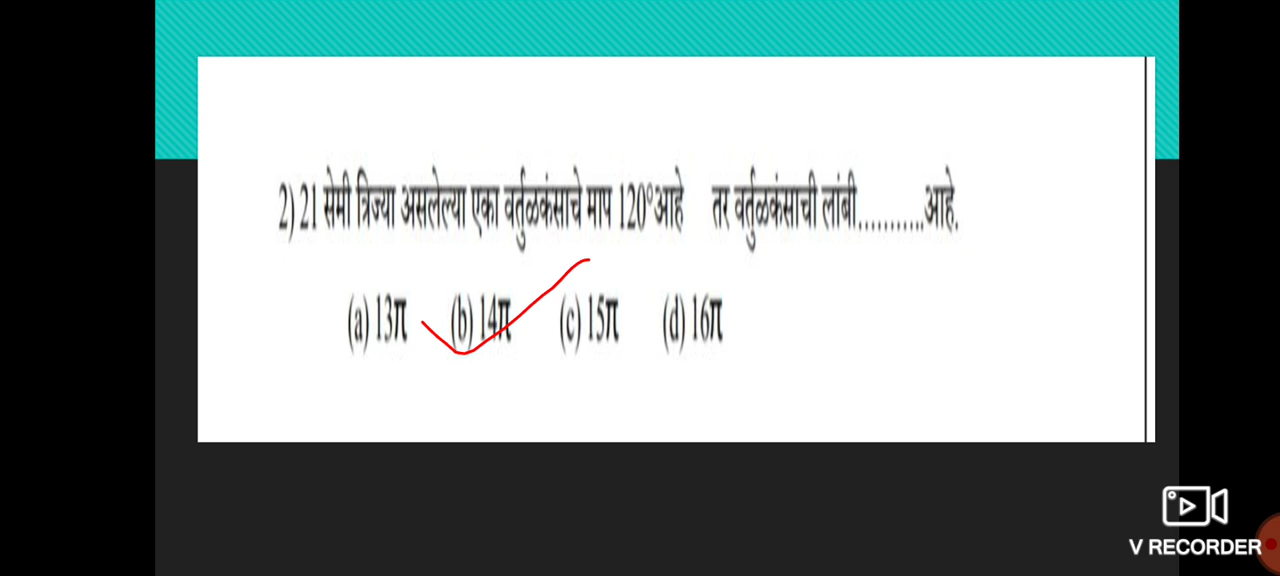 2) 21 सेमी त्रिज्या असलेल्या एका वर्तुळकंसाचे माप 120°आहे तर वर्तुळकंसाची लांबी...........आहे.
(a) 13π (b) 14π (c) 15π (d) 16π
V RECORDER